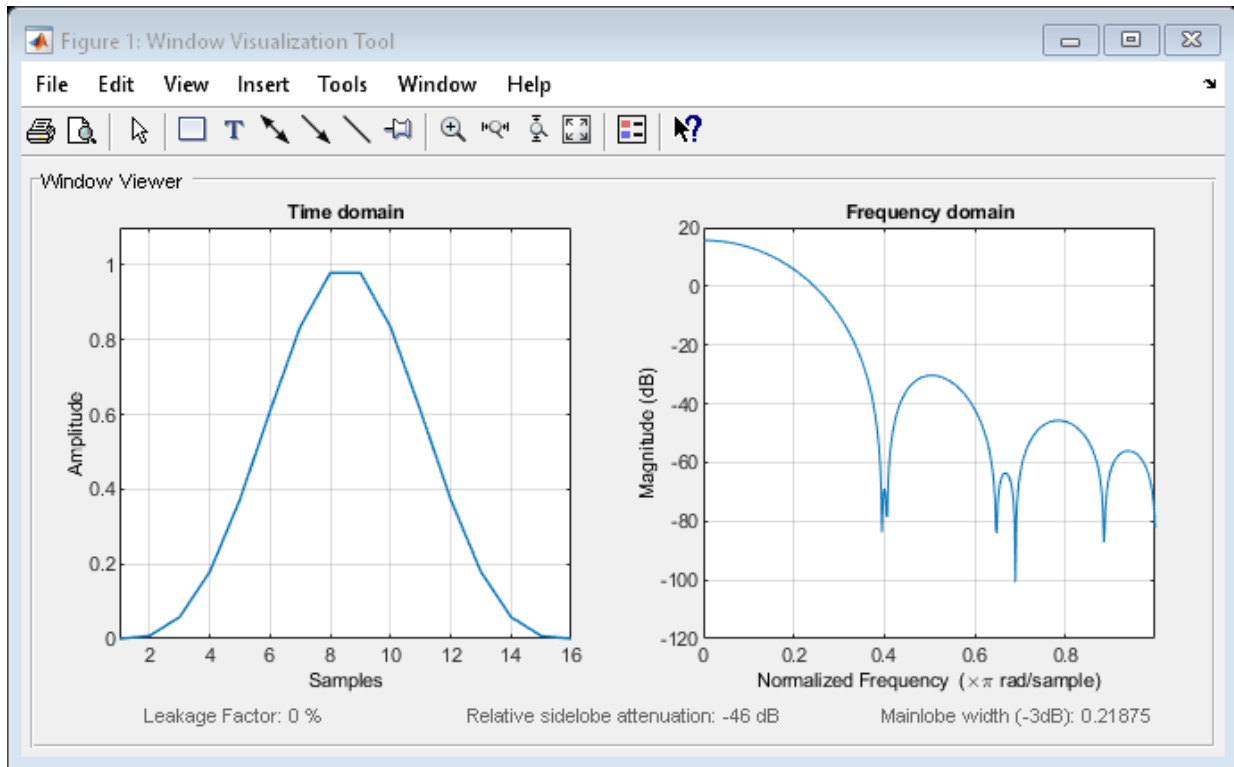 Figure 1: Window Visualization Tool
File Edit View Insert Tools Window Help
T ?
Window Viewer
Time domain
Amplitude
1
0.8
0.6
0.4
0.2
0
2 4 6 8 10 12 14 16
Samples
Frequency domain
Magnitude (dB)
20
0
-20
-40
-60
-80
-100
-120
0 0.2 0.4 0.6 0.8
Normalized Frequency (×π rad/sample)
Leakage Factor: 0 % Relative sidelobe attenuation: -46 dB Mainlobe width (-3dB): 0.21875